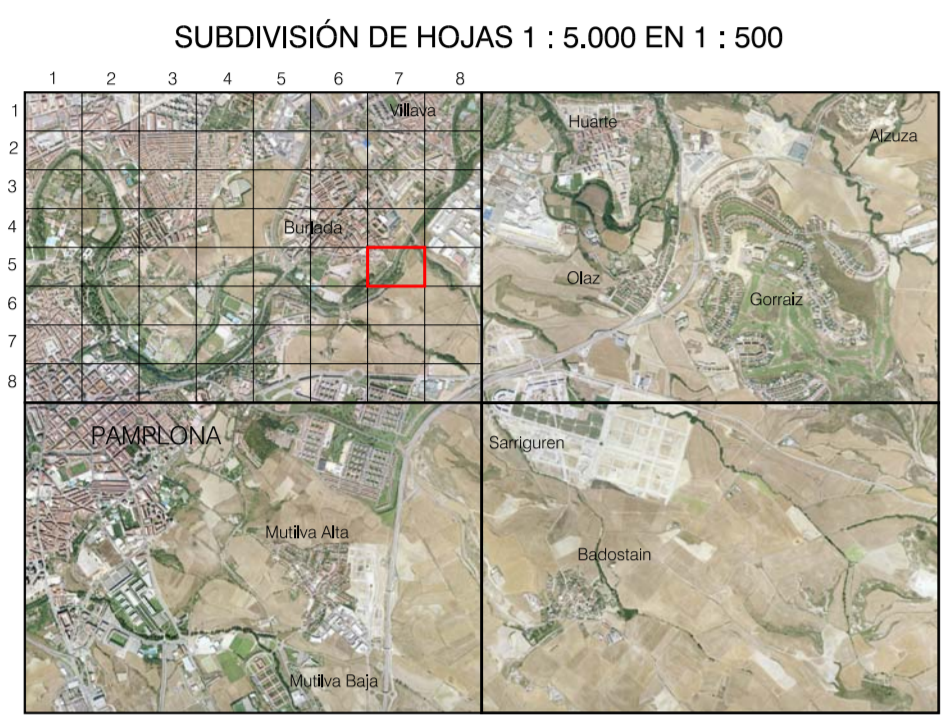 SUBDIVISIÓN DE HOJAS 1 : 5.000 EN 1 : 500
1 2 3 4 5 6 7 8
1
2
3
4
5
6
7
8
Villava
Burlada
Huarte
Alzuza
Olaz
Gorraiz
PAMPLONA
Mutilva Alta
Mutilva Baja
Sarriguren
Badostain